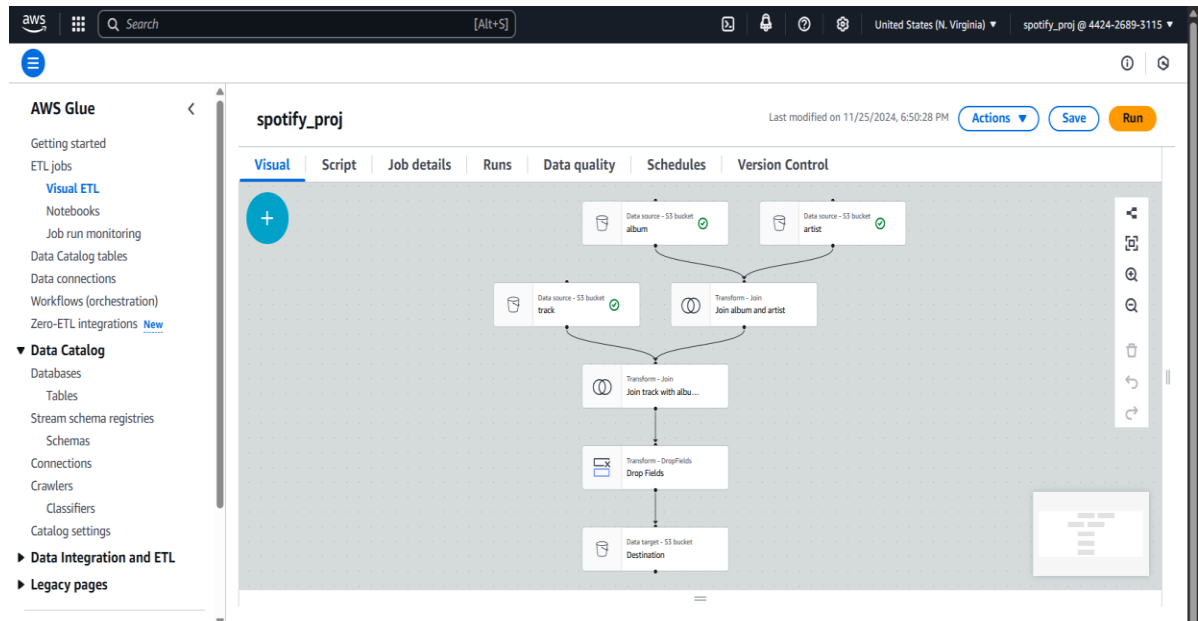 aws
Search
[Alt+S]
United States (N. Virginia) ▼
spotify_proj @ 4424-2689-3115 ▼
AWS Glue
Getting started
ETL jobs
Visual ETL
Notebooks
Job run monitoring
Data Catalog tables
Data connections
Workflows (orchestration)
Zero-ETL integrations New
Data Catalog
Databases
Tables
Stream schema registries
Schemas
Connections
Crawlers
Classifiers
Catalog settings
Data Integration and ETL
Legacy pages
spotify_proj
Last modified on 11/25/2024, 6:50:28 PM
Actions ▼
Save
Run
Visual
Script
Job details
Runs
Data quality
Schedules
Version Control
Data source - S3 bucket
album
Data source - S3 bucket
artist
Data source - S3 bucket
track
Transform - Join
Join album and artist
Transform - Join
Join track with albu...
Transform - DropFields
Drop Fields
Data target - S3 bucket
Destination